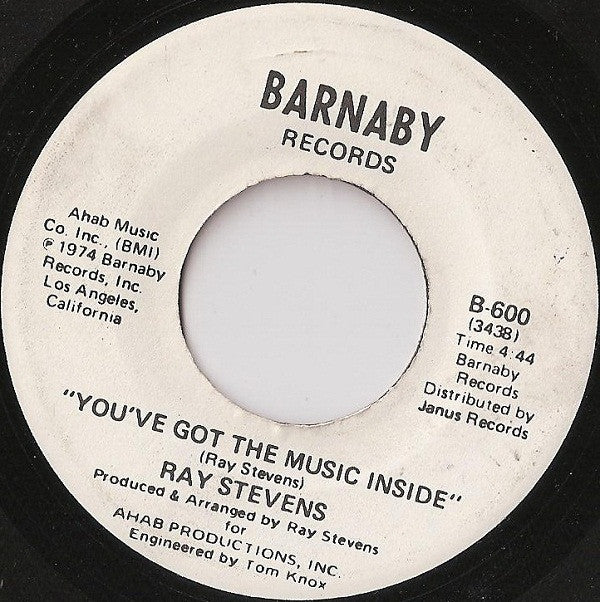 BARNABY
RECORDS
Ahab Music
Co. Inc., (BMI)
℗ 1974 Barnaby
Records, Inc.
Los Angeles,
California
B-600
(3438)
Time 4:44
Barnaby
Records
Distributed by
Janus Records
"YOU'VE GOT THE MUSIC INSIDE"
(Ray Stevens)
RAY STEVENS
Produced & Arranged by Ray Stevens
for
AHAB PRODUCTIONS, INC.
Engineered by Tom Knox